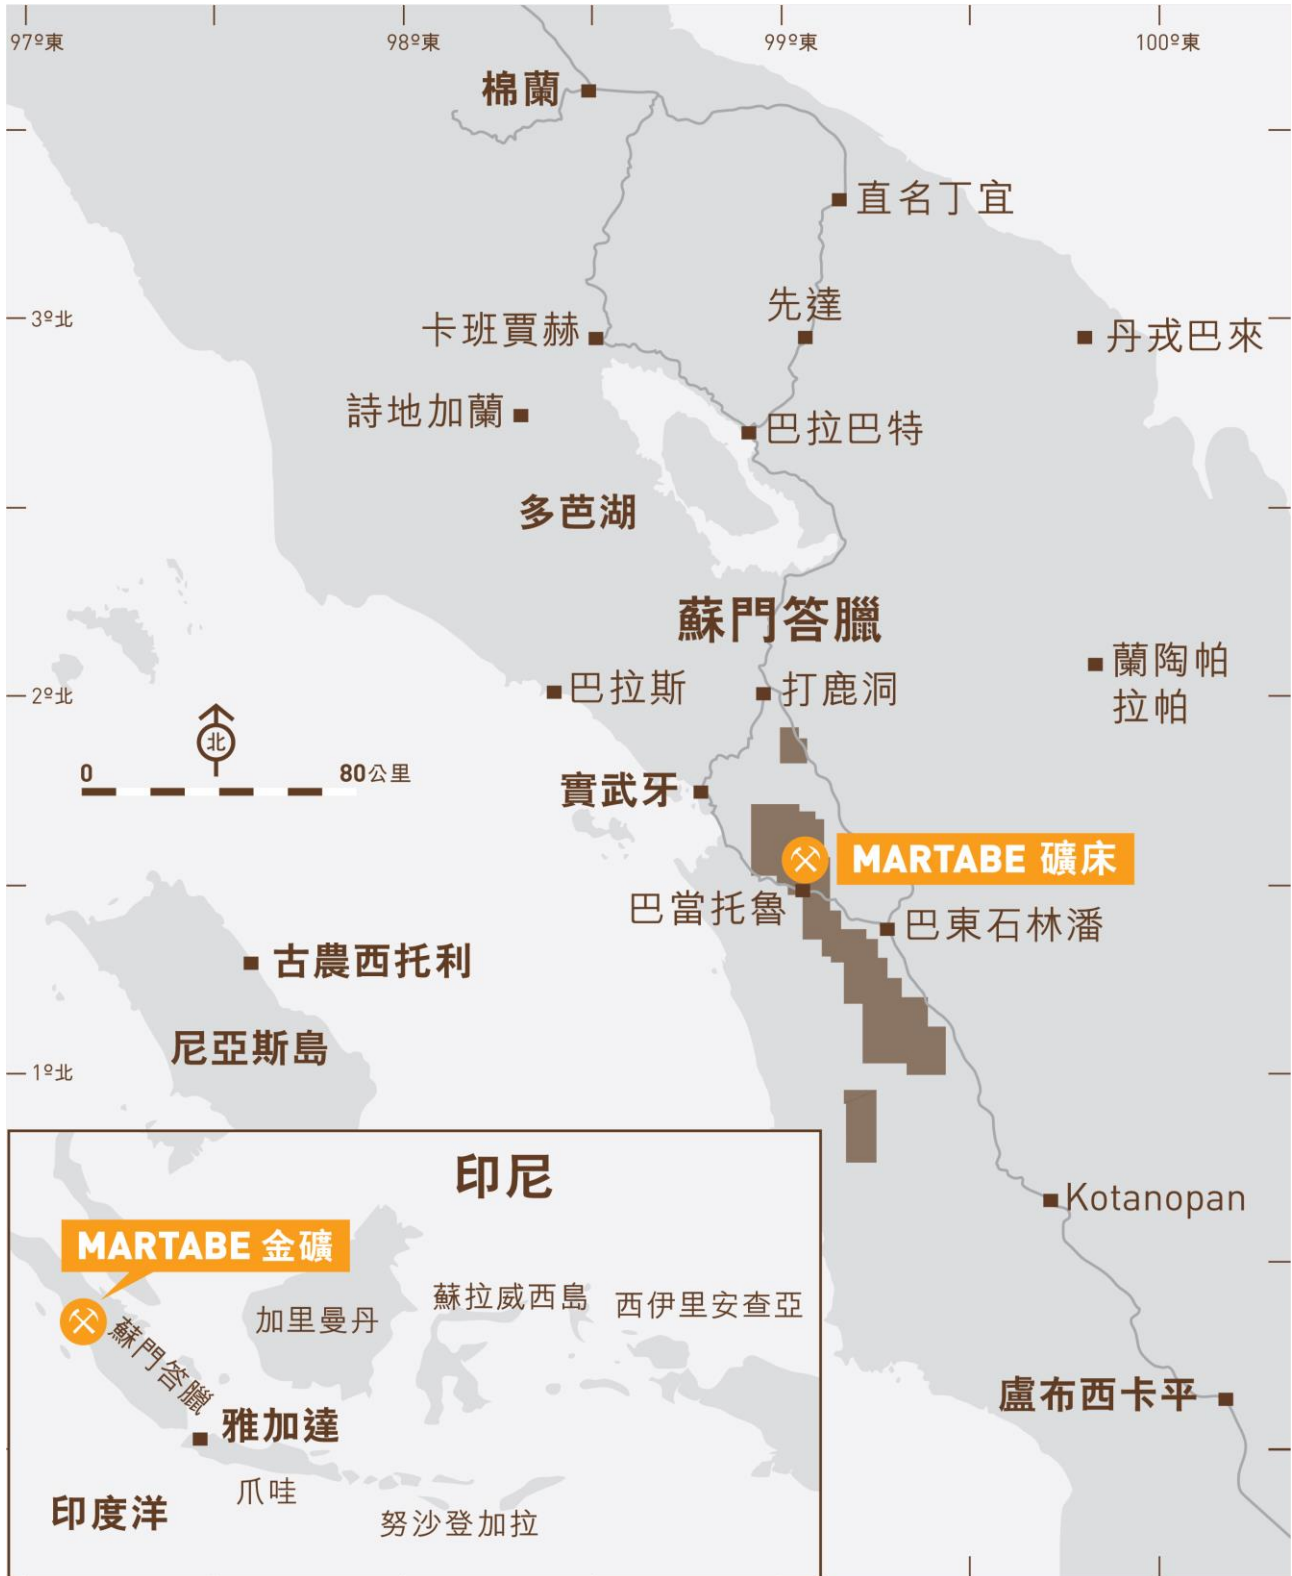 97º東
98º東
99º東
100º東
棉蘭
直名丁宜
先達
3º北
卡班賈赫
丹戎巴來
詩地加蘭
巴拉巴特
多芭湖
蘇門答臘
蘭陶帕
拉帕
2º北
巴拉斯
打鹿洞
北
0
80公里
實武牙
MARTABE 礦床
巴當托魯
巴東石林潘
古農西托利
尼亞斯島
1º北
印尼
Kotanopan
MARTABE 金礦
加里曼丹
蘇拉威西島
西伊里安查亞
蘇門答臘
盧布西卡平
雅加達
爪哇
印度洋
努沙登加拉